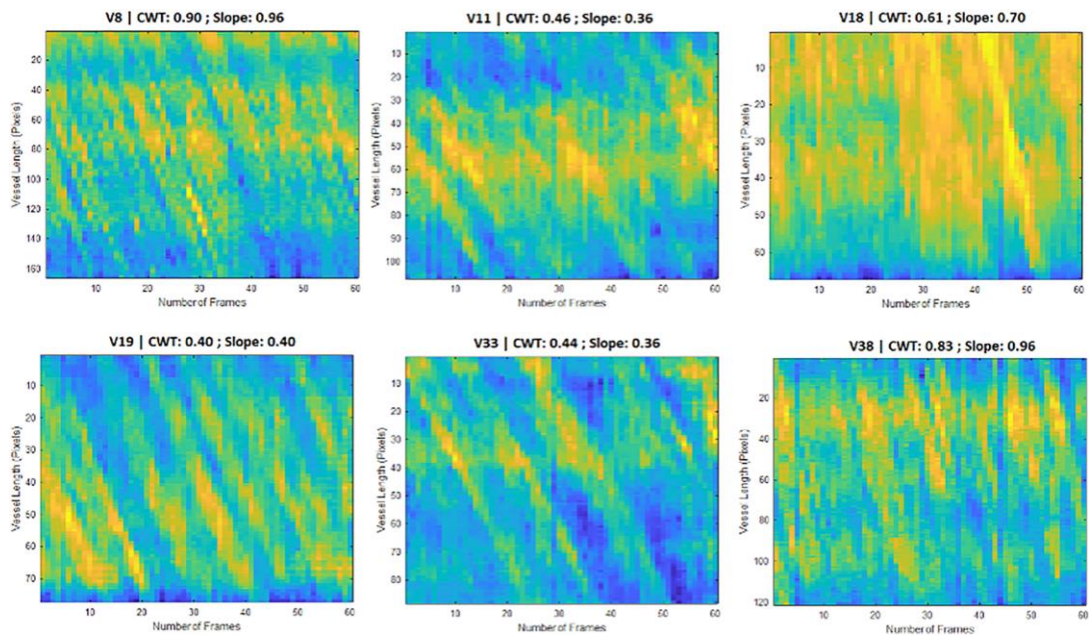 V8 | CWT: 0.90 ; Slope: 0.96
Vessel Length (Pixels)
20
40
60
80
100
120
140
160
10 20 30 40 50 60
Number of Frames
V11 | CWT: 0.46 ; Slope: 0.36
Vessel Length (Pixels)
10
20
30
40
50
60
70
80
90
100
10 20 30 40 50 60
Number of Frames
V18 | CWT: 0.61 ; Slope: 0.70
Vessel Length (Pixels)
10
20
30
40
50
60
10 20 30 40 50 60
Number of Frames
V19 | CWT: 0.40 ; Slope: 0.40
Vessel Length (Pixels)
10
20
30
40
50
60
70
10 20 30 40 50 60
Number of Frames
V33 | CWT: 0.44 ; Slope: 0.36
Vessel Length (Pixels)
10
20
30
40
50
60
70
80
10 20 30 40 50 60
Number of Frames
V38 | CWT: 0.83 ; Slope: 0.96
Vessel Length (Pixels)
20
40
60
80
100
120
10 20 30 40 50 60
Number of Frames